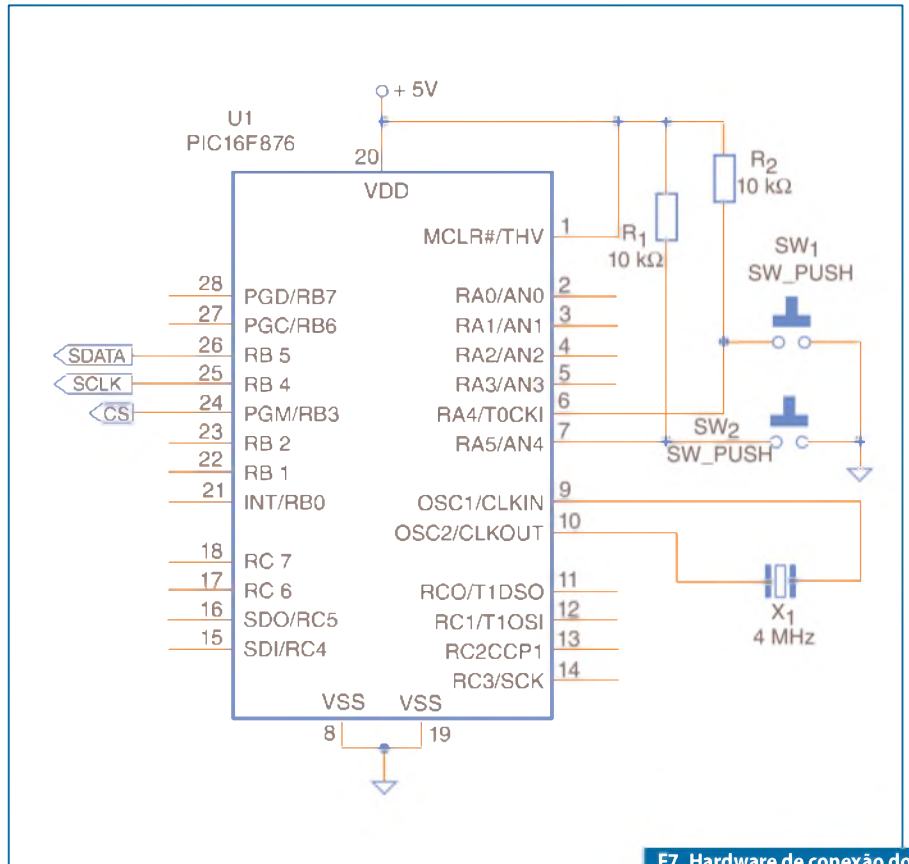 + 5V
U1
PIC16F876
20
VDD
MCLR#/THV
1
R1
10 kΩ
R2
10 kΩ
SW1
SW_PUSH
28
PGD/RB7
27
PGC/RB6
SDATA
26
RB 5
SCLK
25
RB 4
CS
24
PGM/RB3
23
RB 2
22
RB 1
21
INT/RB0
18
RC 7
17
RC 6
16
SDO/RC5
15
SDI/RC4
RA0/AN0
2
RA1/AN1
3
RA2/AN2
4
RA3/AN3
5
RA4/T0CKI
6
RA5/AN4
7
SW2
SW_PUSH
OSC1/CLKIN
9
OSC2/CLKOUT
10
RCO/T1DSO
11
RC1/T1OSI
12
RC2CCP1
13
RC3/SCK
14
X1
4 MHz
VSS
VSS
8
19
F7. Hardware de conexão do